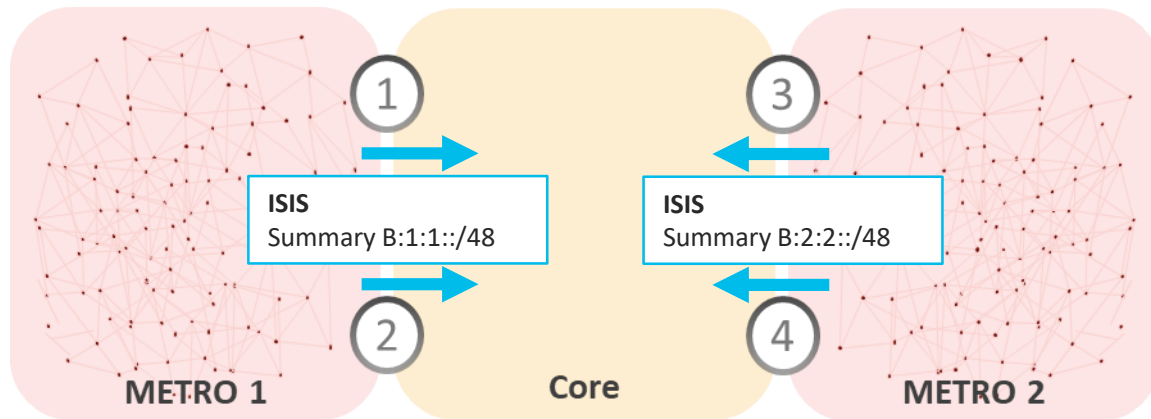 1
3
ISIS
Summary B:1:1::/48
ISIS
Summary B:2:2::/48
2
4
METRO 1
Core
METRO 2